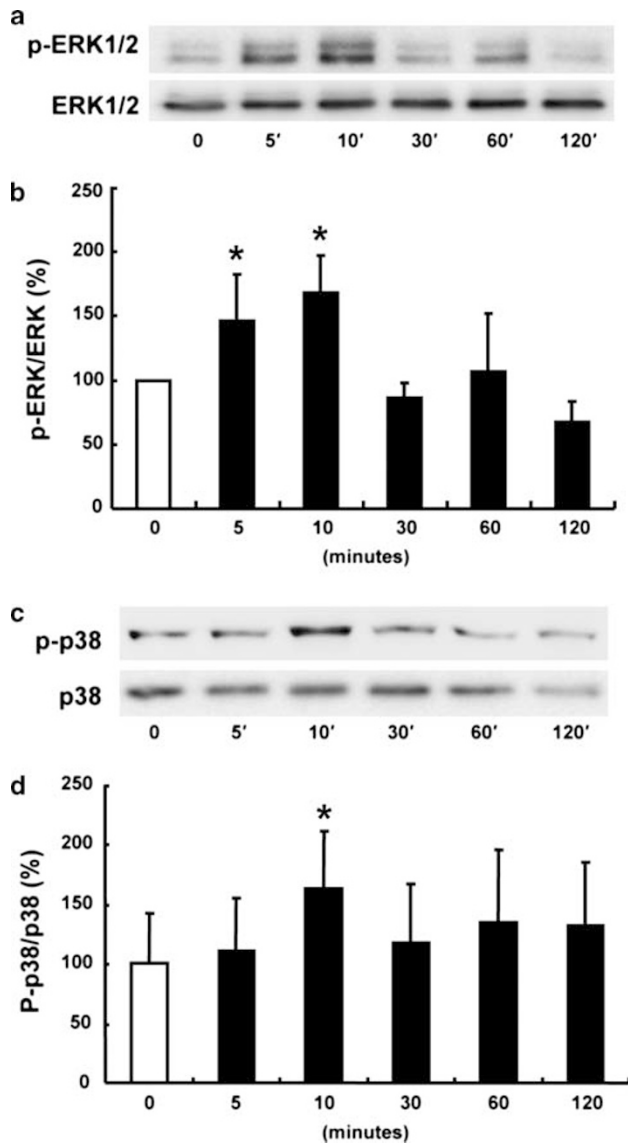 a
p-ERK1/2
ERK1/2
0 5′ 10′ 30′ 60′ 120′
b
p-ERK/ERK (%)
250
200
150
100
50
0
* *
0 5 10 30 60 120
(minutes)
c
p-p38
p38
0 5′ 10′ 30′ 60′ 120′
d
P-p38/p38 (%)
250
200
150
100
50
0
*
0 5 10 30 60 120
(minutes)